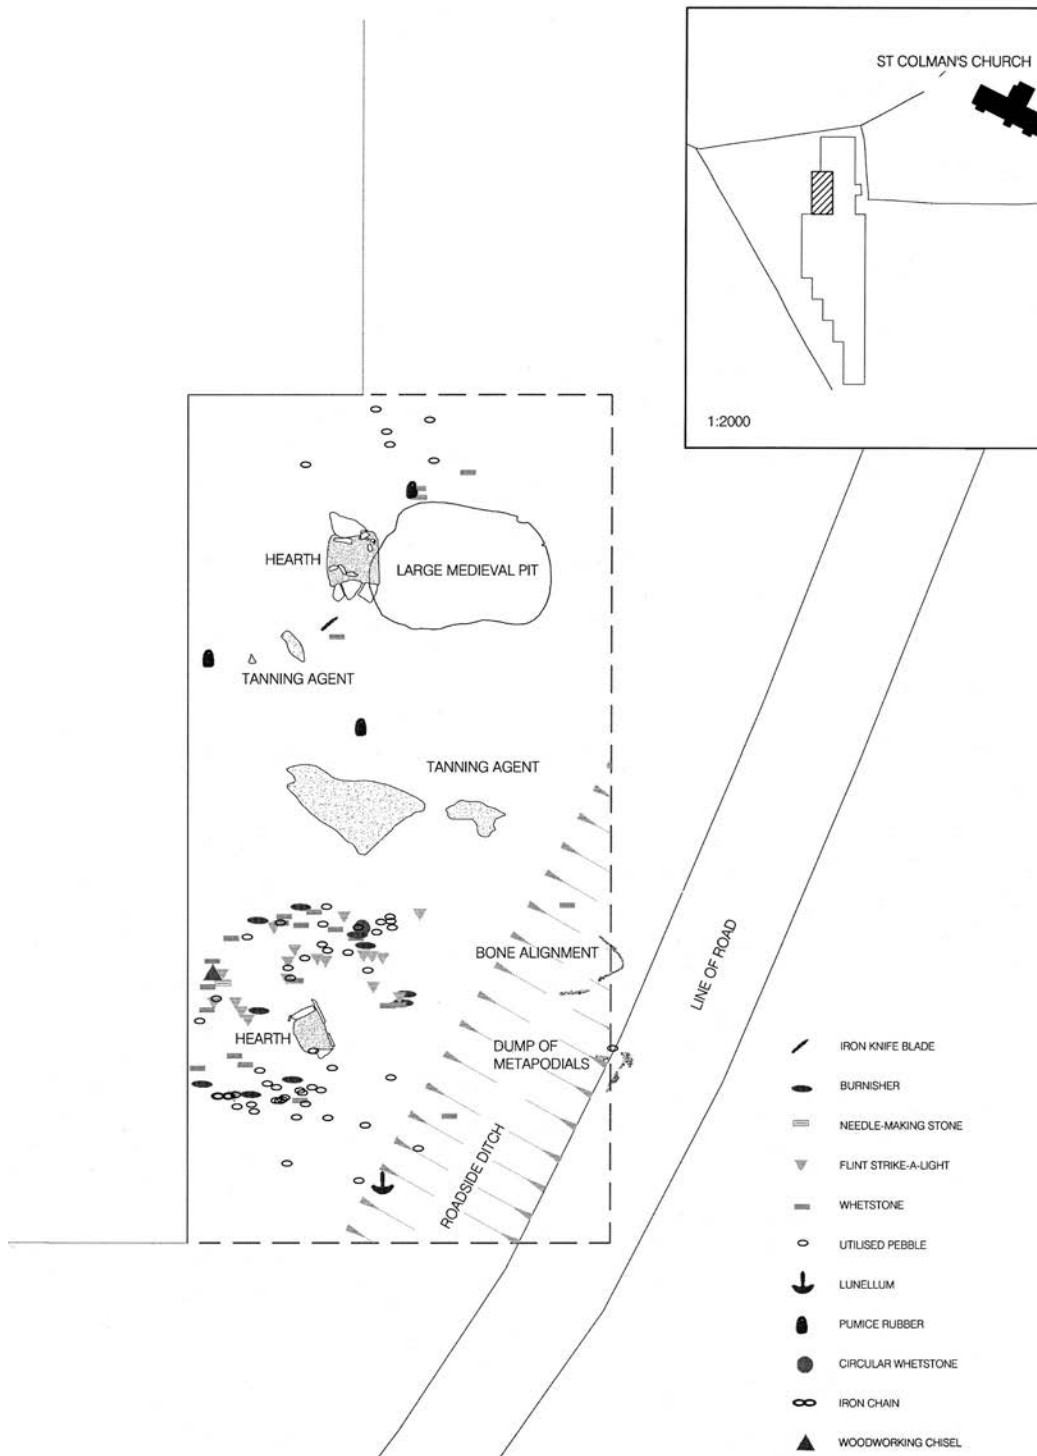 ST COLMAN'S CHURCH
1:2000
HEARTH
LARGE MEDIEVAL PIT
TANNING AGENT
TANNING AGENT
BONE ALIGNMENT
LINE OF ROAD
HEARTH
DUMP OF
METAPODIALS
ROADSIDE DITCH
IRON KNIFE BLADE
BURNISHER
NEEDLE-MAKING STONE
FLINT STRIKE-A-LIGHT
WHETSTONE
UTILISED PEBBLE
LUNELLUM
PUMICE RUBBER
CIRCULAR WHETSTONE
IRON CHAIN
WOODWORKING CHISEL